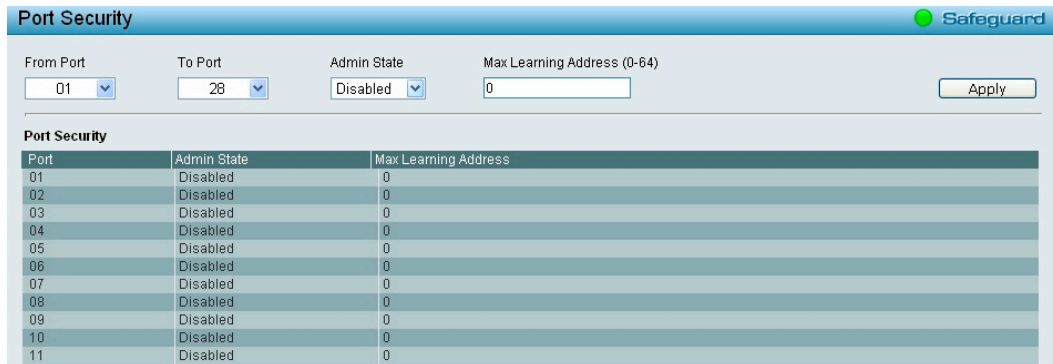 Port Security
Safeguard
From Port To Port Admin State Max Learning Address (0-64)
01 28 Disabled 0 Apply
Port Security
Port Admin State Max Learning Address
01 Disabled 0
02 Disabled 0
03 Disabled 0
04 Disabled 0
05 Disabled 0
06 Disabled 0
07 Disabled 0
08 Disabled 0
09 Disabled 0
10 Disabled 0
11 Disabled 0